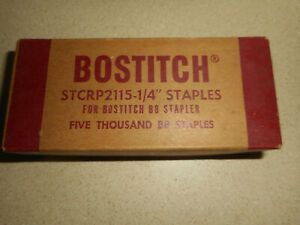 BOSTITCH®
STCRP2115-1/4" STAPLES
FOR BOSTITCH B8 STAPLER
FIVE THOUSAND B8 STAPLES